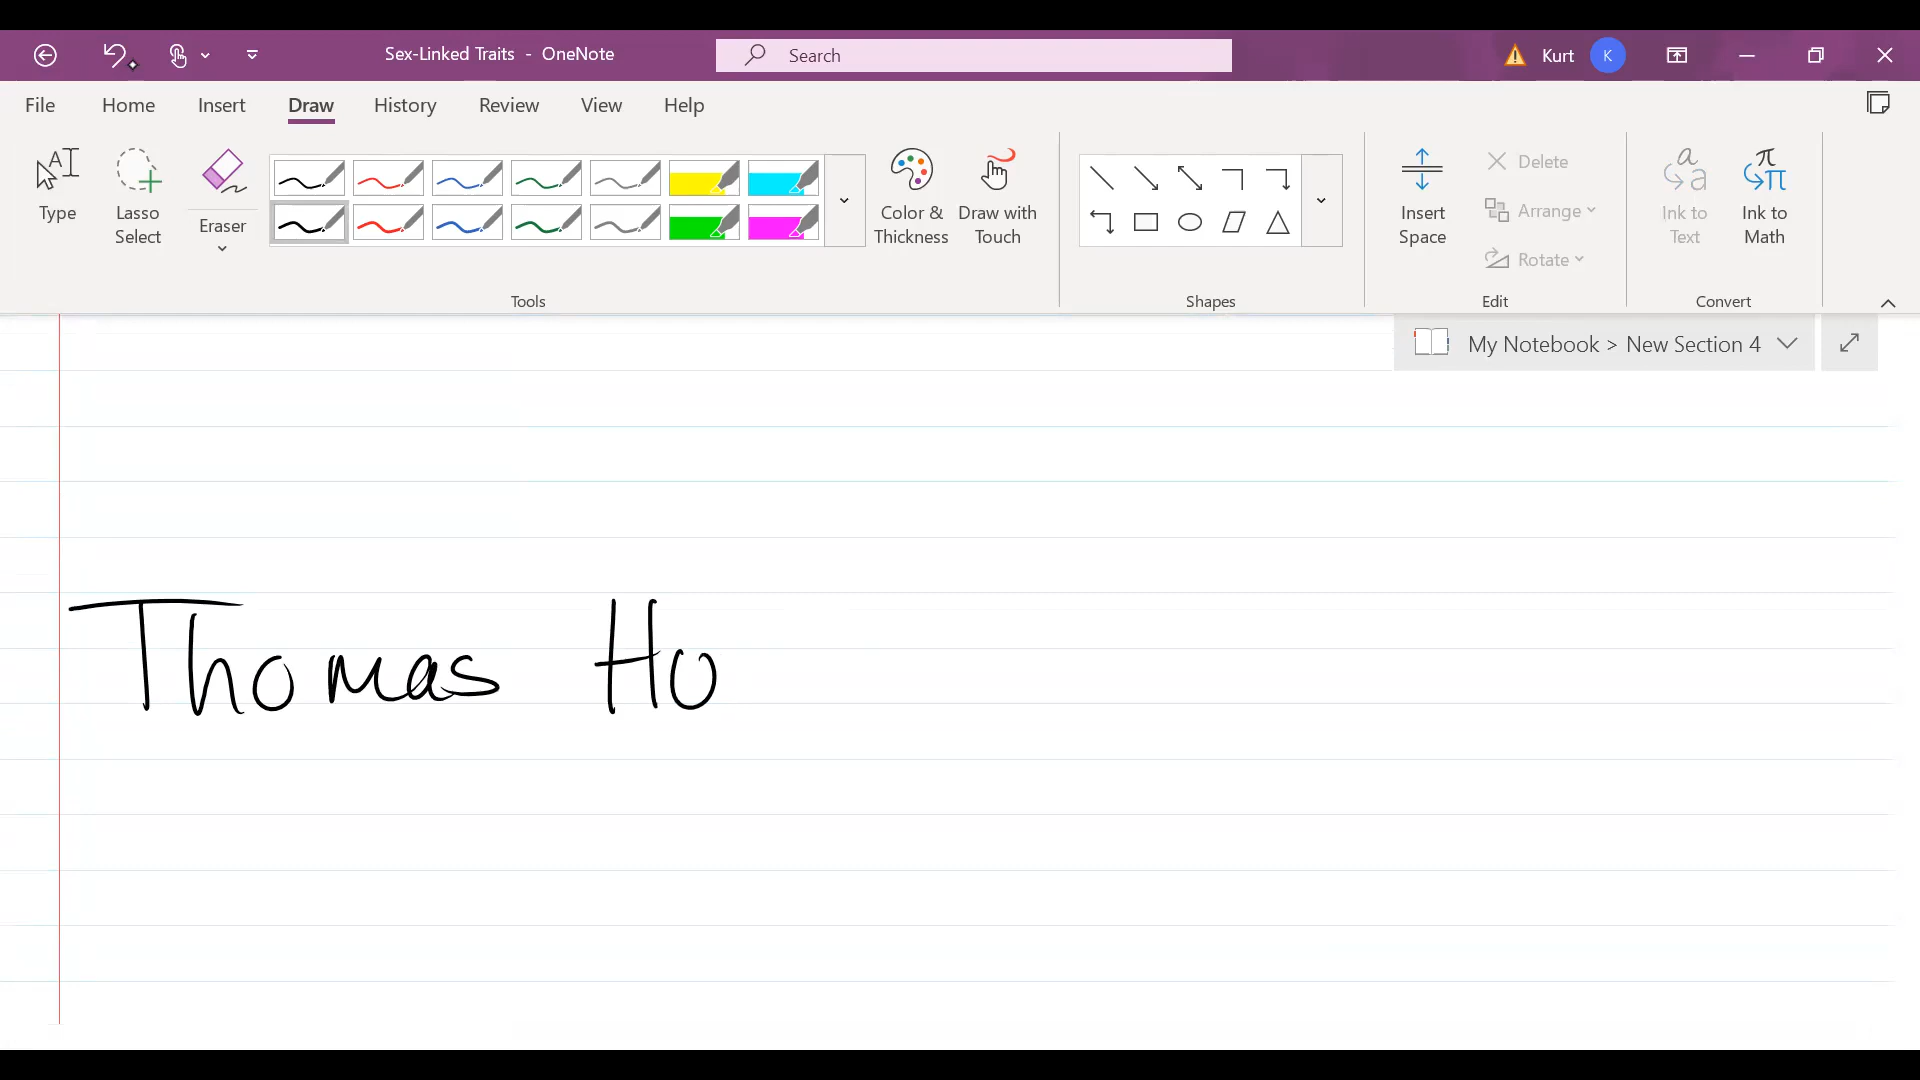 Sex-Linked Traits - OneNote
Search
Kurt
K
File Home Insert Draw History Review View Help
Type
Lasso Select
Eraser
Color & Thickness
Draw with Touch
Insert Space
Delete
Arrange
Rotate
a a
Ink to Text
π π
Ink to Math
Tools
Shapes
Edit
Convert
My Notebook > New Section 4
Thomas Ho